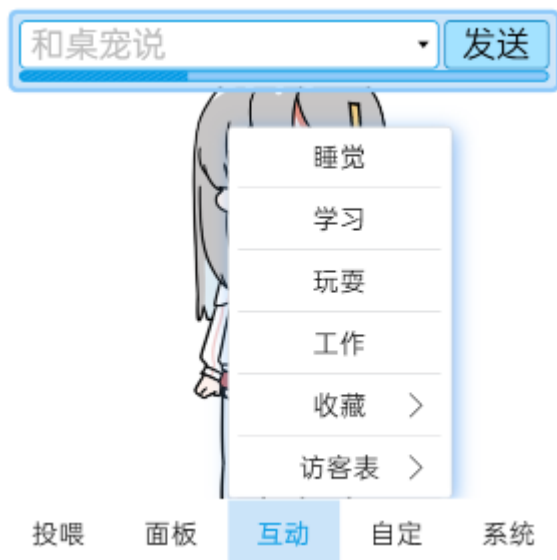 和桌宠说 发送
睡觉
学习
玩耍
工作
收藏
访客表
投喂 面板 互动 自定 系统